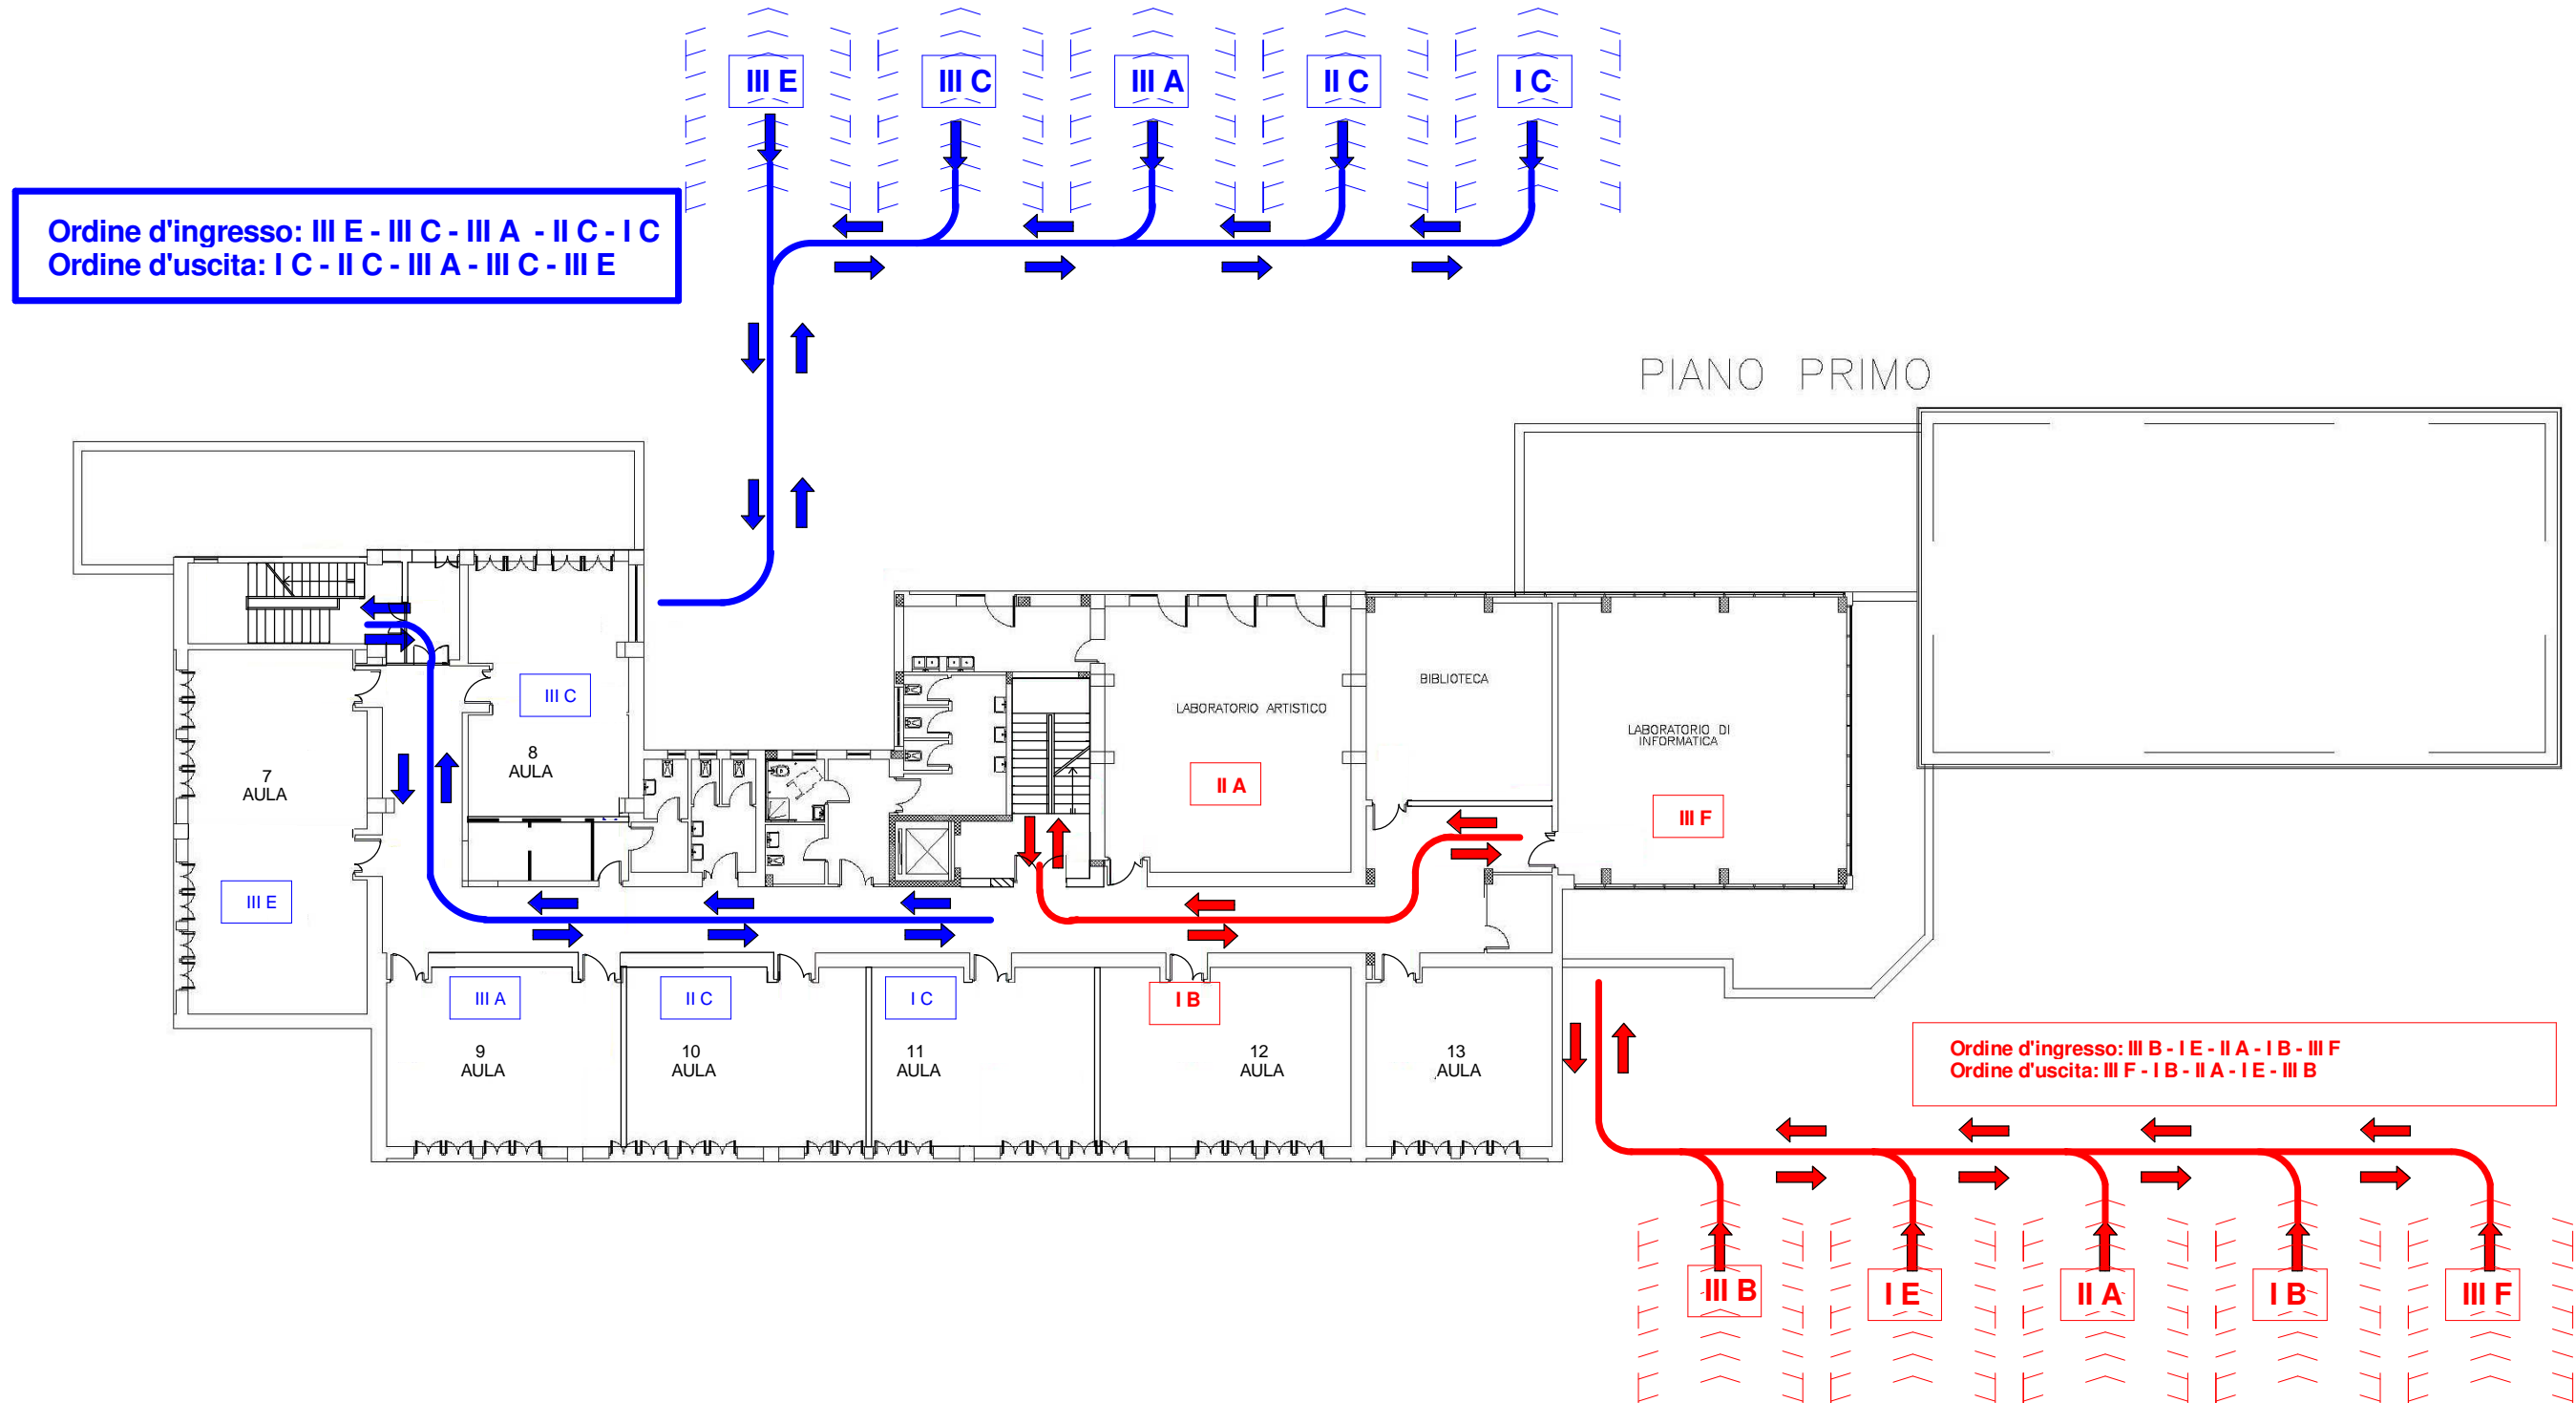 III E
III C
III A
II C
I C
Ordine d'ingresso: III E - III C - III A - II C - I C
Ordine d'uscita: I C - II C - III A - III C - III E
PIANO PRIMO
III C
8
AULA
7
AULA
III E
LABORATORIO ARTISTICO
II A
BIBLIOTECA
LABORATORIO DI
INFORMATICA
III F
III A
9
AULA
II C
10
AULA
I C
11
AULA
I B
12
AULA
13
AULA
Ordine d'ingresso: III B - I E - II A - I B - III F
Ordine d'uscita: III F - I B - II A - I E - III B
III B
I E
II A
I B
III F